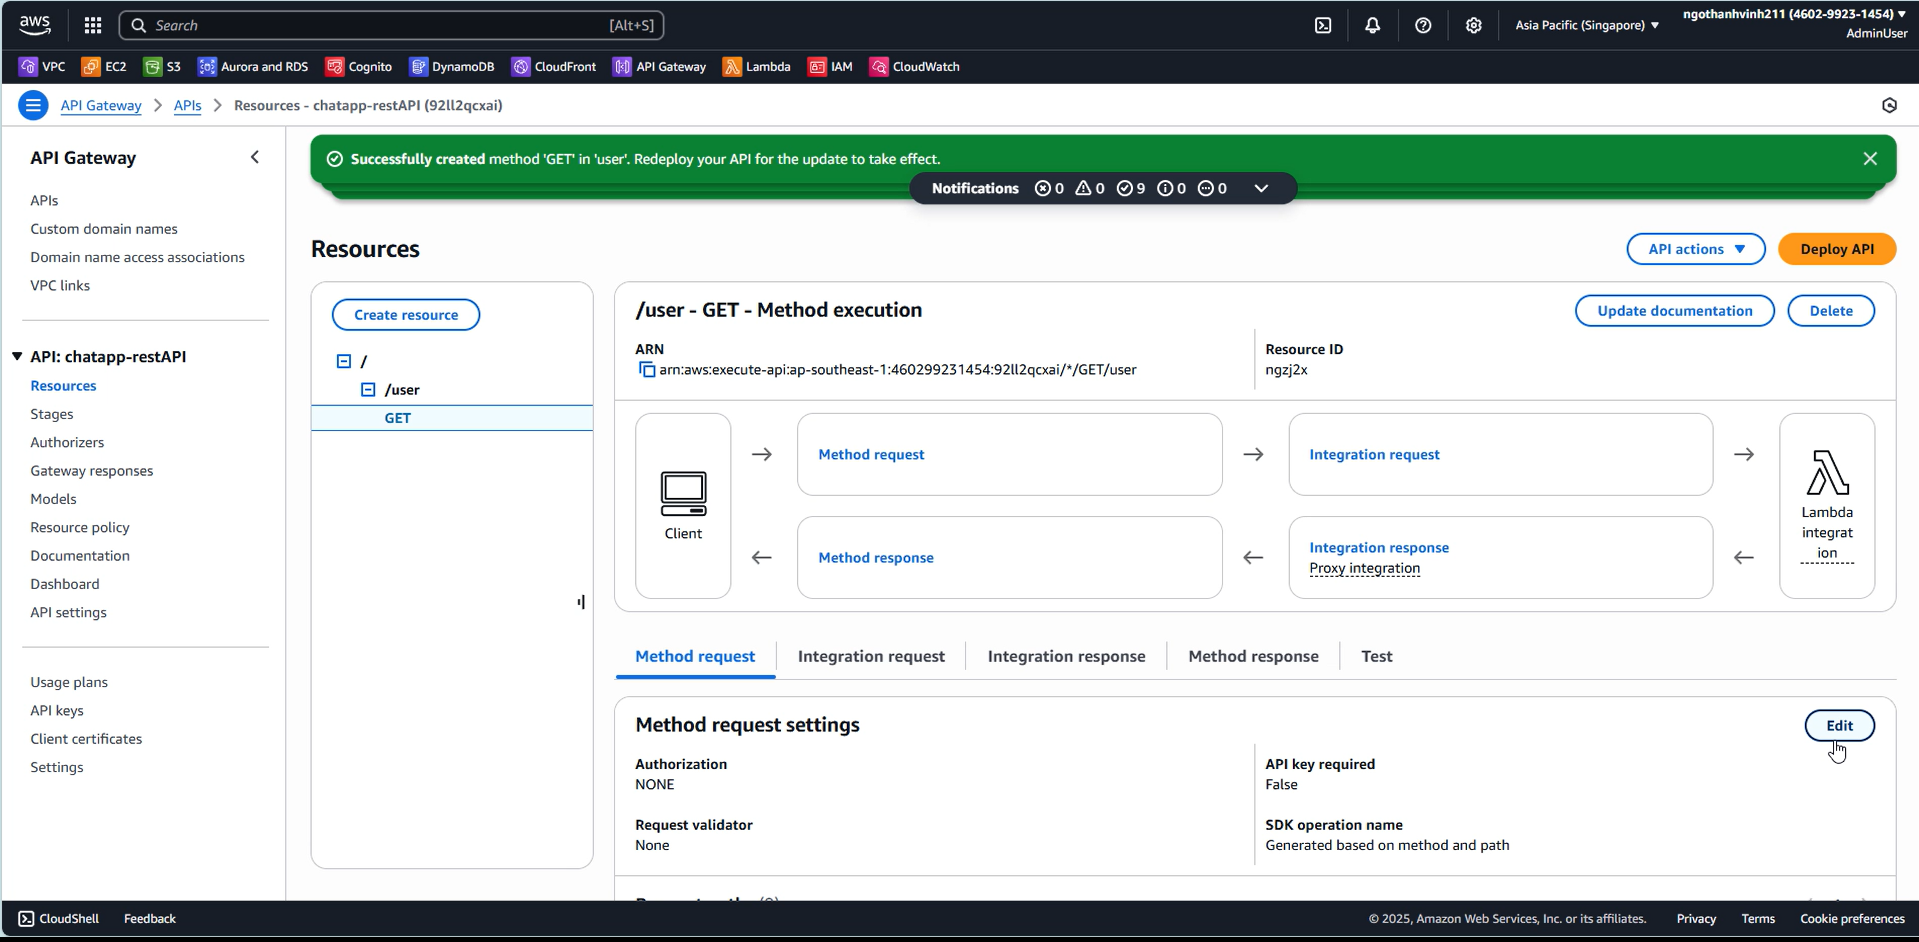 aws
Search [Alt+S]
Asia Pacific (Singapore)
ngothanhvinh211 (4602-9923-1454)
AdminUser
VPC EC2 S3 Aurora and RDS Cognito DynamoDB CloudFront API Gateway Lambda IAM CloudWatch
API Gateway > APIs > Resources - chatapp-restAPI (92ll2qcxai)
API Gateway
APIs
Custom domain names
Domain name access associations
VPC links
API: chatapp-restAPI
Resources
Stages
Authorizers
Gateway responses
Models
Resource policy
Documentation
Dashboard
API settings
Usage plans
API keys
Client certificates
Settings
Successfully created method 'GET' in 'user'. Redeploy your API for the update to take effect.
Notifications 0 0 9 0 0
Resources
API actions
Deploy API
Create resource
/
/user
GET
/user - GET - Method execution
Update documentation
Delete
ARN
arn:aws:execute-api:ap-southeast-1:460299231454:92ll2qcxai/*/GET/user
Resource ID
ngzj2x
Client
Method request
Integration request
Method response
Integration response
Proxy integration
Lambda
integrat
ion
Method request Integration request Integration response Method response Test
Method request settings
Edit
Authorization
NONE
API key required
False
Request validator
None
SDK operation name
Generated based on method and path
CloudShell Feedback
© 2025, Amazon Web Services, Inc. or its affiliates. Privacy Terms Cookie preferences